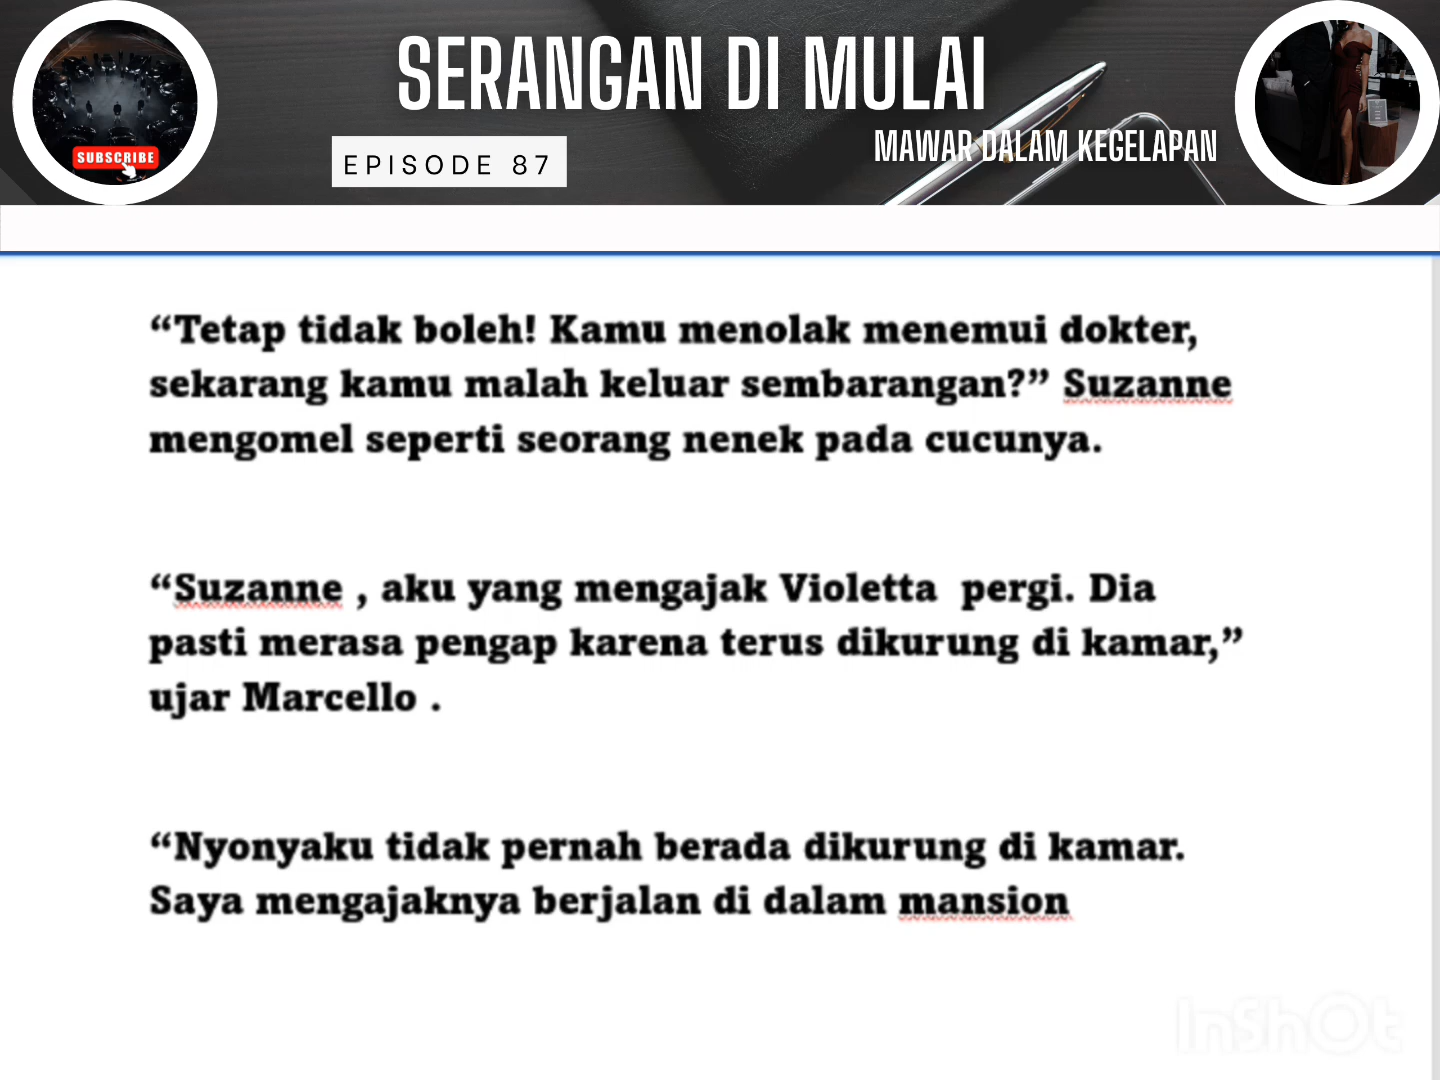 SERANGAN DI MULAI
MAWAR DALAM KEGELAPAN
EPISODE 87
SUBSCRIBE
“Tetap tidak boleh! Kamu menolak menemui dokter,
sekarang kamu malah keluar sembarangan?” Suzanne
mengomel seperti seorang nenek pada cucunya.
“Suzanne , aku yang mengajak Violetta pergi. Dia
pasti merasa pengap karena terus dikurung di kamar,”
ujar Marcello .
“Nyonyaku tidak pernah berada dikurung di kamar.
Saya mengajaknya berjalan di dalam mansion
InShOt